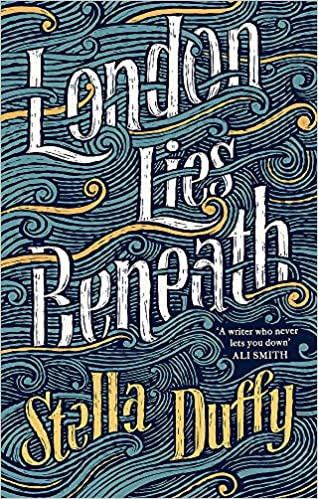 London
Lies
Beneath
'A writer who never
lets you down'
ALI SMITH
Stella Duffy